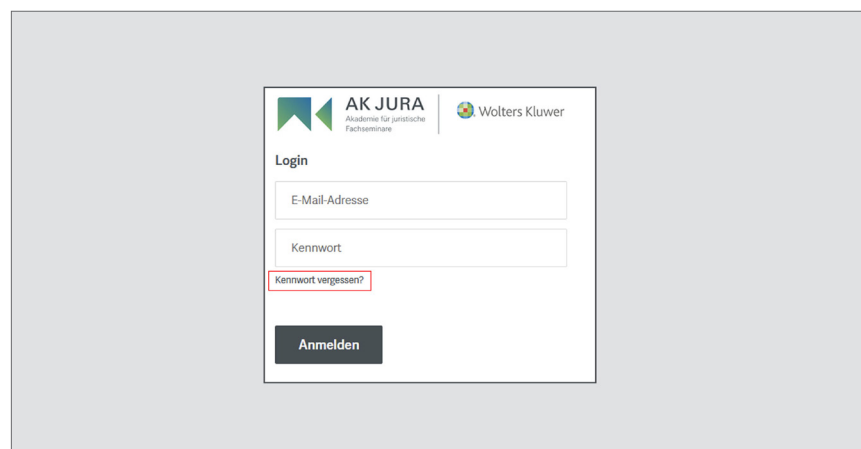 AK JURA
Akademie für juristische
Fachseminare
Wolters Kluwer
Login
E-Mail-Adresse
Kennwort
Kennwort vergessen?
Anmelden